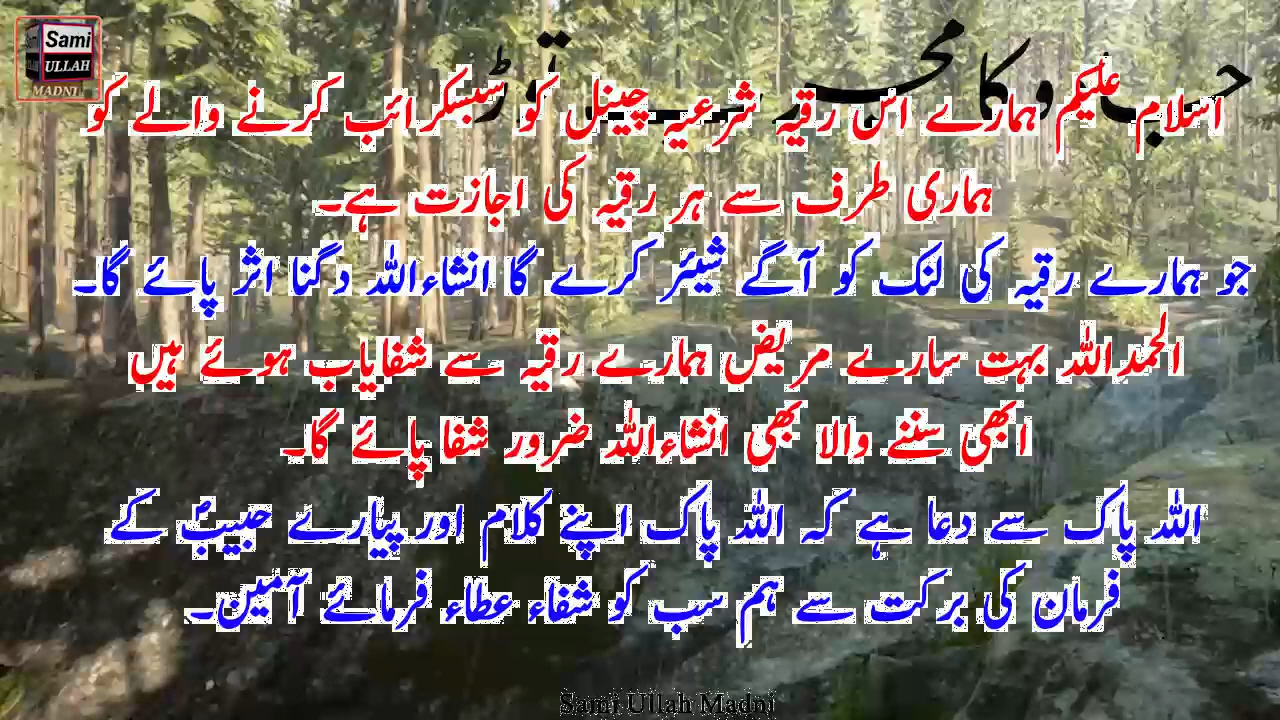 Sami
ULLAH
MADNI
اسلام علیکم ہمارے اس رقیہ شرعیہ چینل کو سبسکرائب کرنے والے کو
ہماری طرف سے ہر رقیہ کی اجازت ہے۔
جو ہمارے رقیہ کی لنک کو آگے شیئر کرے گا انشاءاللہ دگنا اثر پائے گا۔
الحمداللہ بہت سارے مریض ہمارے رقیہ سے شفایاب ہوئے ہیں
ابھی سننے والا بھی انشاءاللہ ضرور شفا پائے گا۔
اللہ پاک سے دعا ہے کہ اللہ پاک اپنے کلام اور پیارے حبیبؐ کے
فرمان کی برکت سے ہم سب کو شفاء عطاء فرمائے آمین۔
Sami Ullah Madni